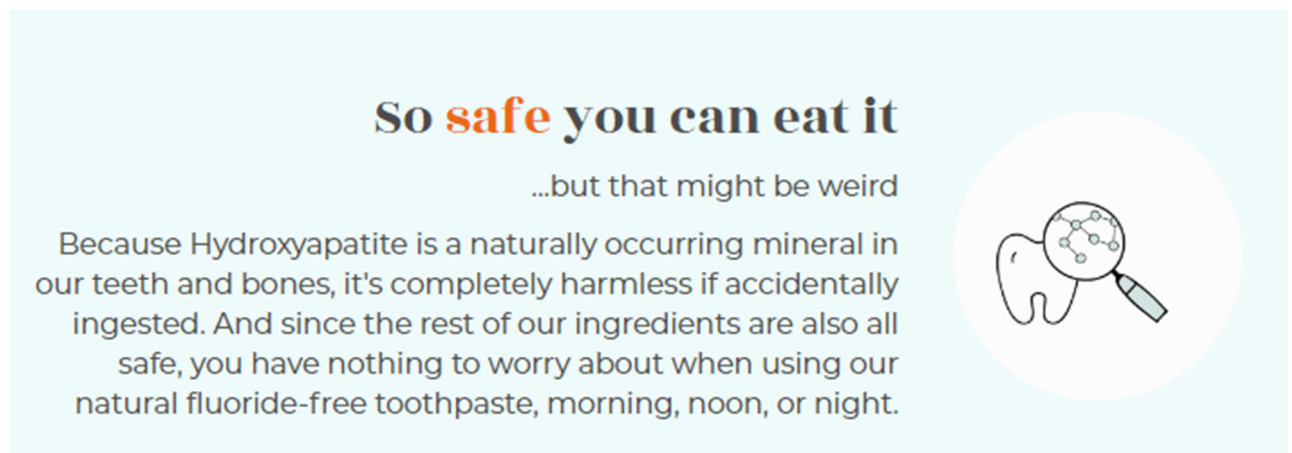 So safe you can eat it
...but that might be weird
Because Hydroxyapatite is a naturally occurring mineral in
our teeth and bones, it's completely harmless if accidentally
ingested. And since the rest of our ingredients are also all
safe, you have nothing to worry about when using our
natural fluoride-free toothpaste, morning, noon, or night.